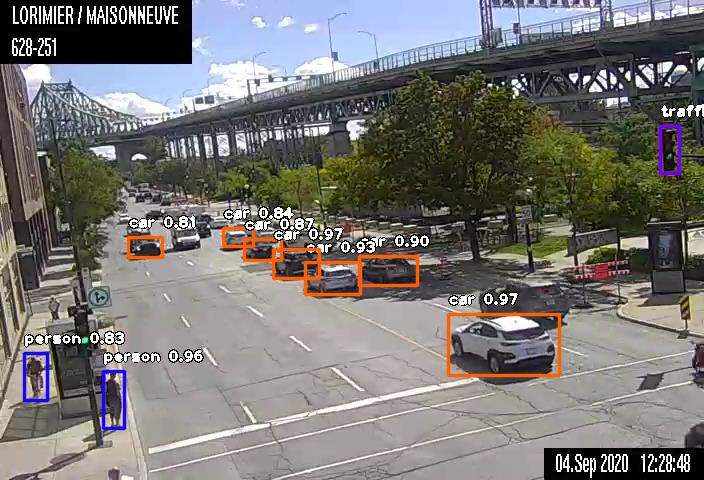 LORIMIER / MAISONNEUVE
628-251
traffi
car 0.81
car 0.84
car 0.87
car 0.97
car 0.93
car 0.90
car 0.97
person 0.83
person 0.96
04.Sep 2020 12:28:48